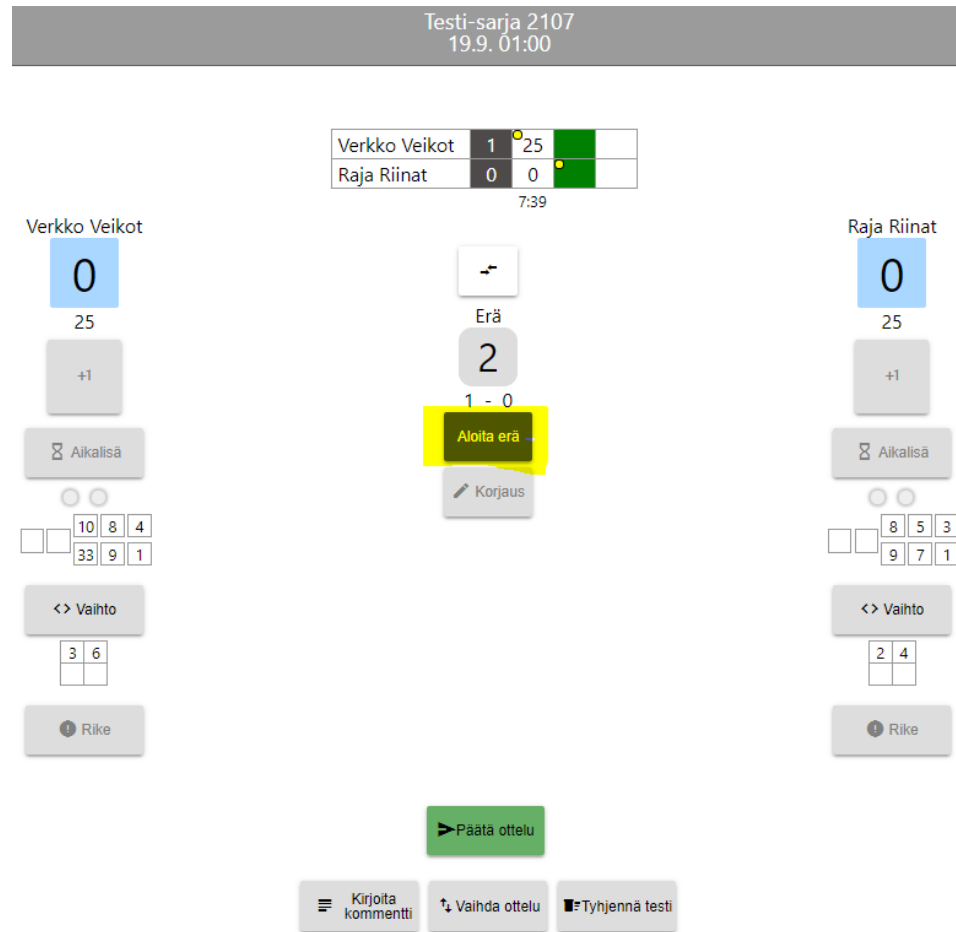 Testi-sarja 2107
19.9. 01:00
Verkko Veikot 1 25
Raja Riinat 0 0
7:39
Verkko Veikot
0
25
+1
Aikalisä
10 8 4
33 9 1
Vaihto
3 6
Rike
Erä
2
1 - 0
Aloita erä
Korjaus
Raja Riinat
0
25
+1
Aikalisä
8 5 3
9 7 1
Vaihto
2 4
Rike
Päätä ottelu
Kirjoita
kommentti
Vaihda ottelu
Tyhjennä testi